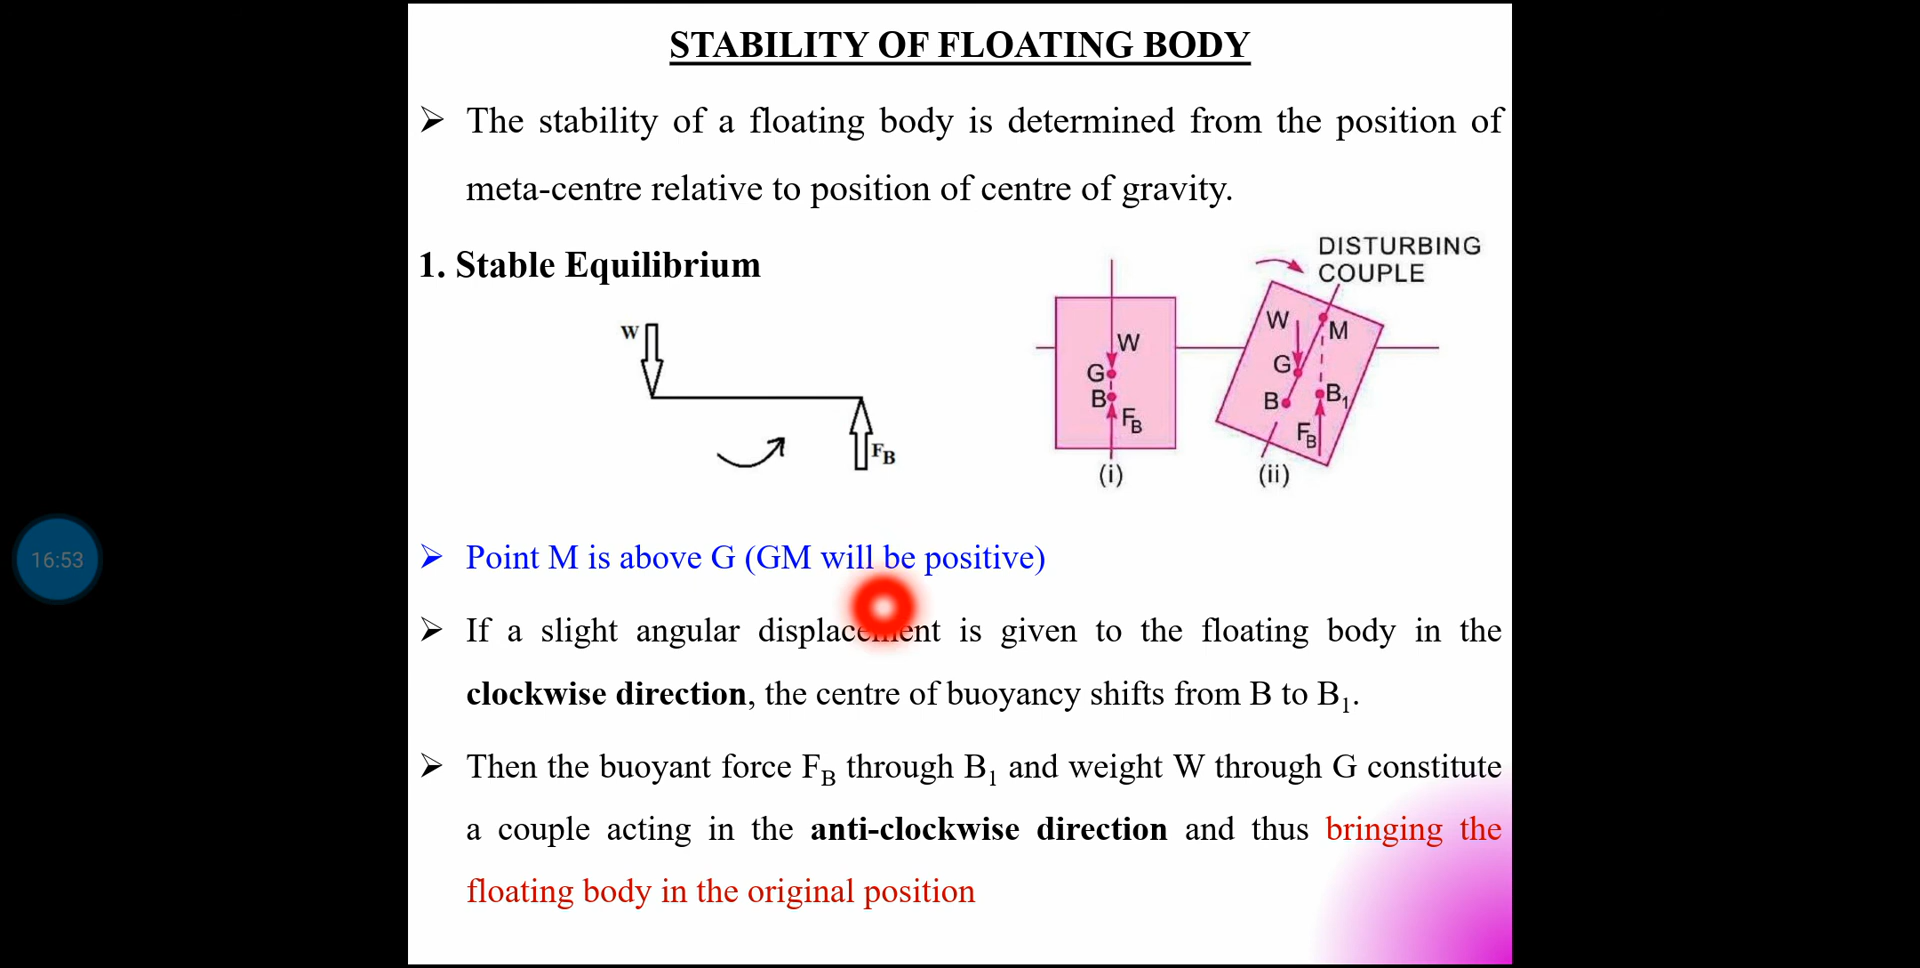 STABILITY OF FLOATING BODY
➢ The stability of a floating body is determined from the position of
meta-centre relative to position of centre of gravity.
1. Stable Equilibrium
DISTURBING
COUPLE
W
F_B
W
G
B
F_B
(i)
W
M
G
B
B₁
F_B
(ii)
16:53
➢ Point M is above G (GM will be positive)
➢ If a slight angular displacement is given to the floating body in the
clockwise direction, the centre of buoyancy shifts from B to B₁.
➢ Then the buoyant force F_B through B₁ and weight W through G constitute
a couple acting in the anti-clockwise direction and thus bringing the
floating body in the original position